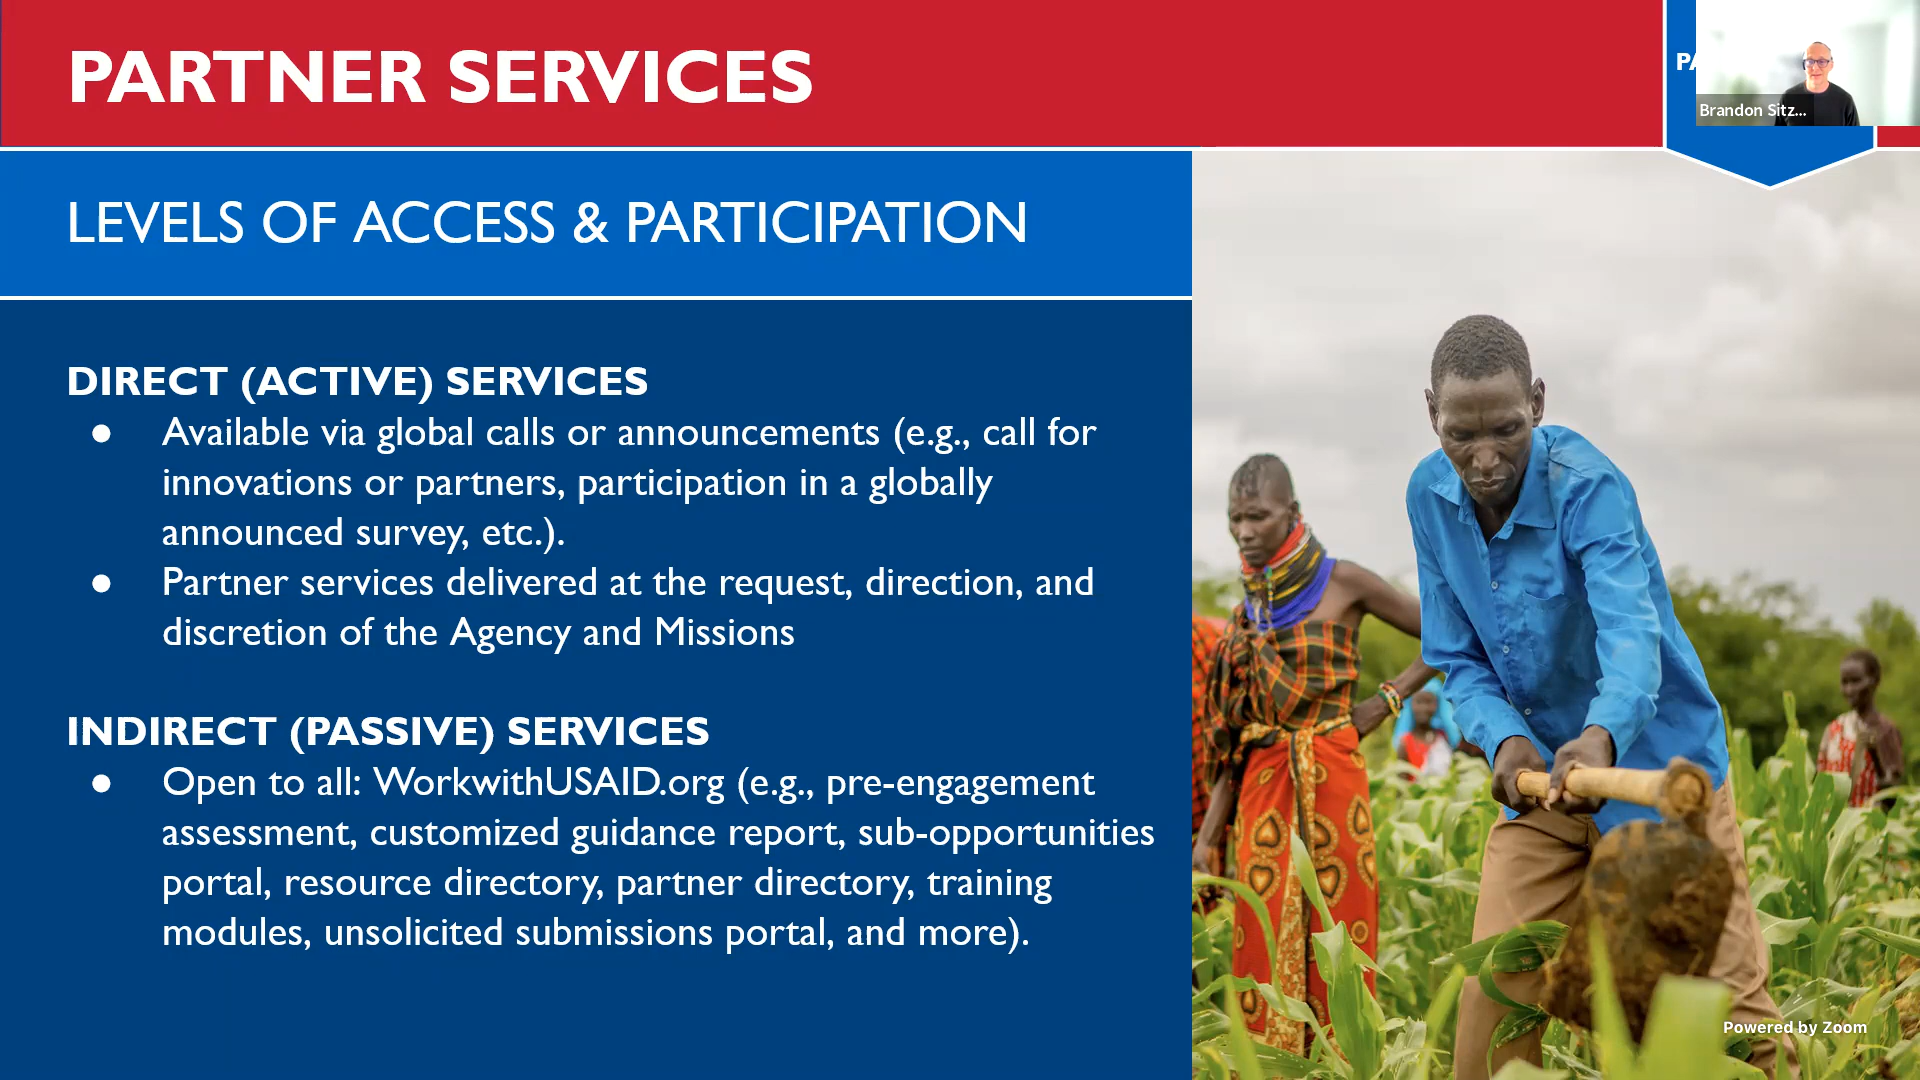 PARTNER SERVICES
PA
Brandon Sitz...
LEVELS OF ACCESS & PARTICIPATION
DIRECT (ACTIVE) SERVICES
● Available via global calls or announcements (e.g., call for
innovations or partners, participation in a globally
announced survey, etc.).
● Partner services delivered at the request, direction, and
discretion of the Agency and Missions
INDIRECT (PASSIVE) SERVICES
● Open to all: WorkwithUSAID.org (e.g., pre-engagement
assessment, customized guidance report, sub-opportunities
portal, resource directory, partner directory, training
modules, unsolicited submissions portal, and more).
Powered by Zoom